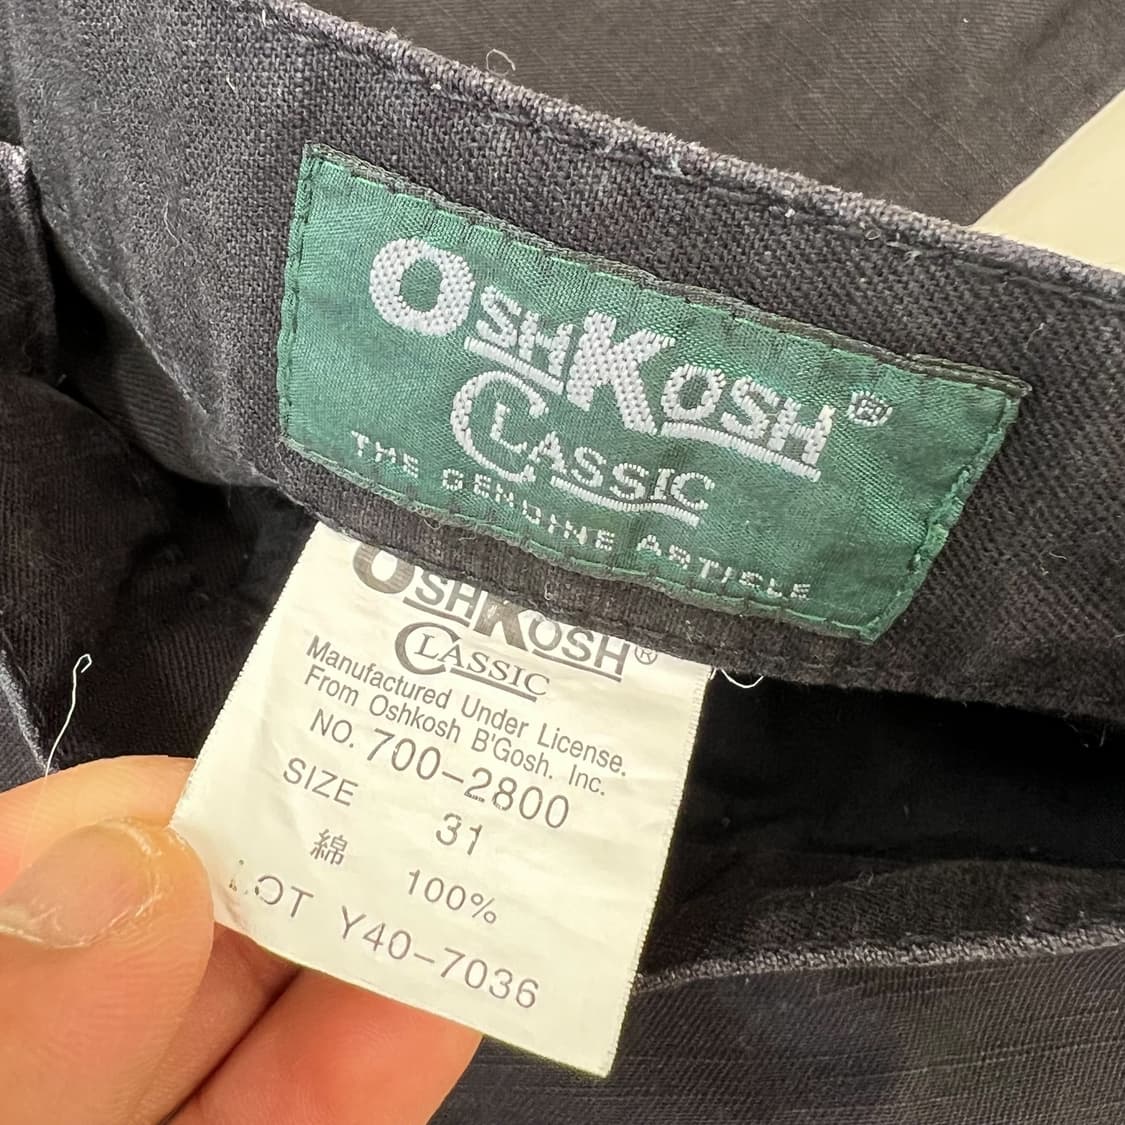 OSHKOSH®
CLASSIC
THE GENUINE ARTICLE
OSHKOSH®
CLASSIC
Manufactured Under License.
From Oshkosh B'Gosh. Inc.
NO. 700-2800
SIZE 31
綿 100%
LOT Y40-7036